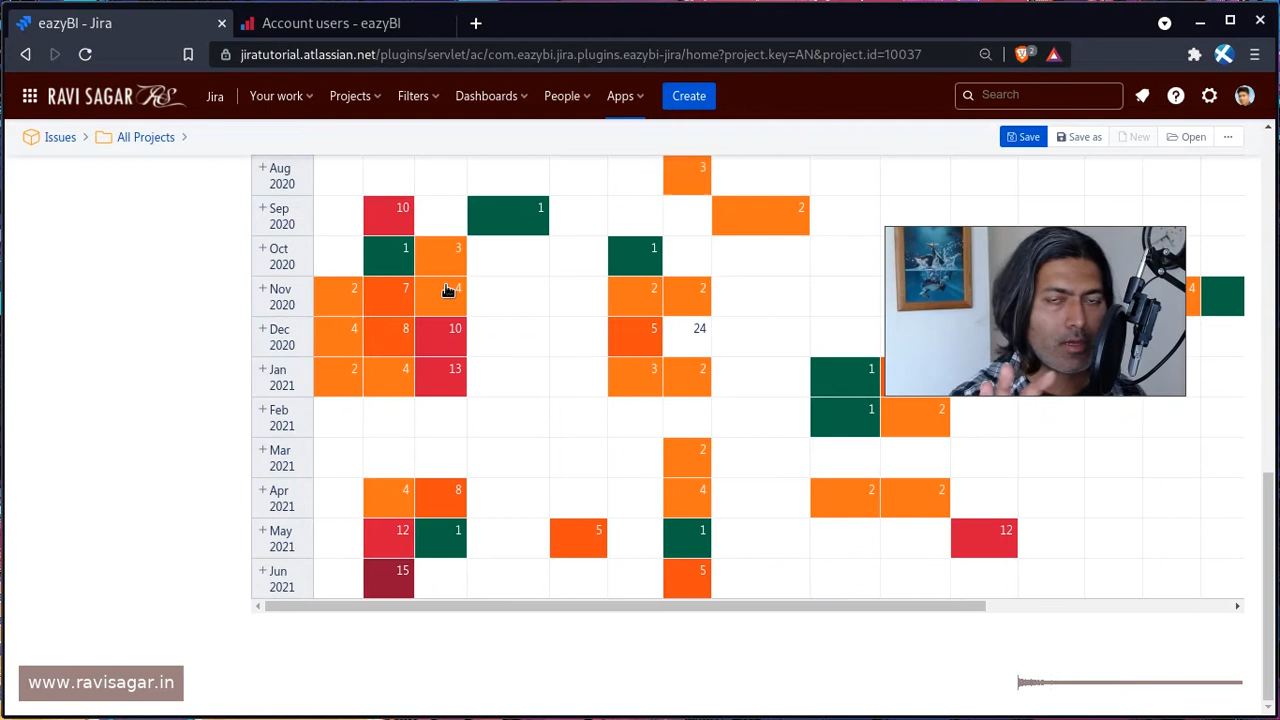 eazyBI - Jira
Account users - eazyBI
jiratutorial.atlassian.net/plugins/servlet/ac/com.eazybi.jira.plugins.eazybi-jira/home?project.key=AN&project.id=10037
2
RAVI SAGAR RS
Jira
Your work
Projects
Filters
Dashboards
People
Apps
Create
Search
Issues
All Projects
Save
Save as
New
Open
Aug 3
2020
Sep 10 1 2
2020
Oct 1 3 1
2020
Nov 2 7 4 2 2 4
2020
Dec 4 8 10 5 24
2020
Jan 2 4 13 3 2 1
2021
Feb 1 2
2021
Mar 2
2021
Apr 4 8 4 2 2
2021
May 12 1 5 1 12
2021
Jun 15 5
2021
www.ravisagar.in